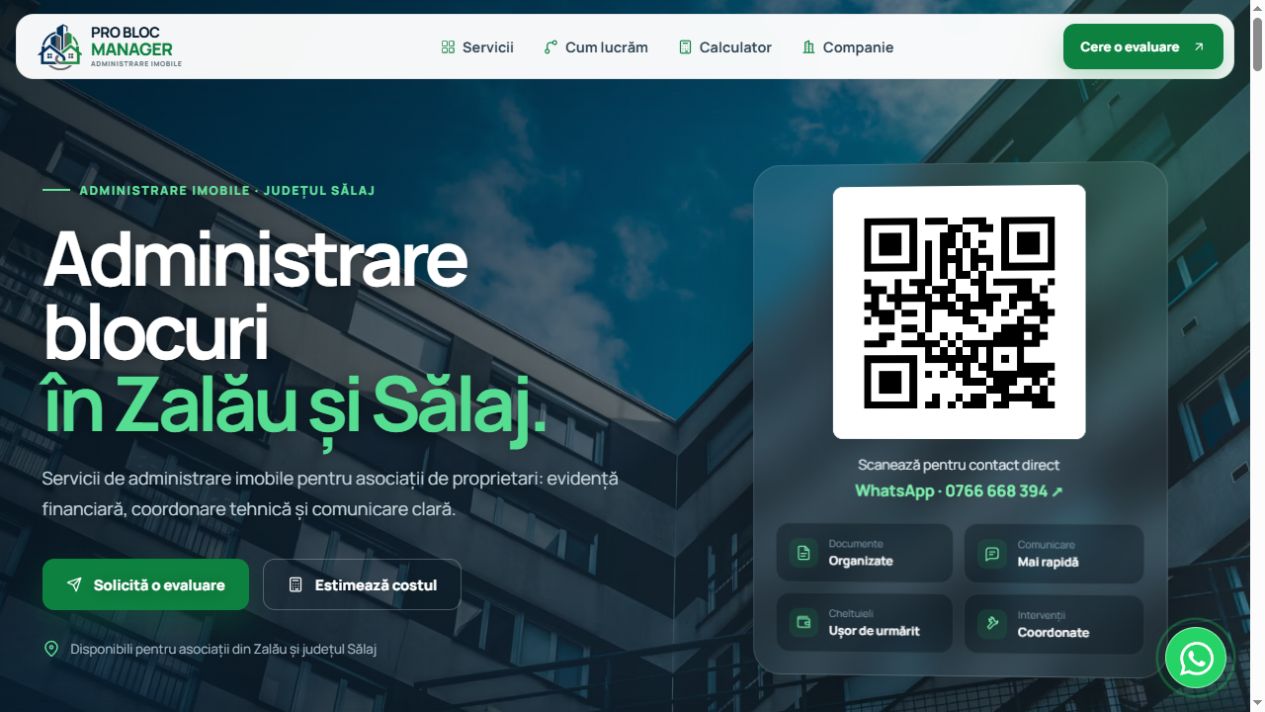 PRO BLOC
MANAGER
ADMINISTRARE IMOBILE
Servicii
Cum lucrăm
Calculator
Companie
Cere o evaluare
ADMINISTRARE IMOBILE · JUDEȚUL SĂLAJ
Administrare
blocuri
în Zalău și Sălaj.
Servicii de administrare imobile pentru asociații de proprietari: evidență
financiară, coordonare tehnică și comunicare clară.
Solicită o evaluare
Estimează costul
Disponibili pentru asociații din Zalău și județul Sălaj
Scanează pentru contact direct
WhatsApp · 0766 668 394 ↗
Documente
Organizate
Comunicare
Mai rapidă
Cheltuieli
Ușor de urmărit
Intervenții
Coordonate